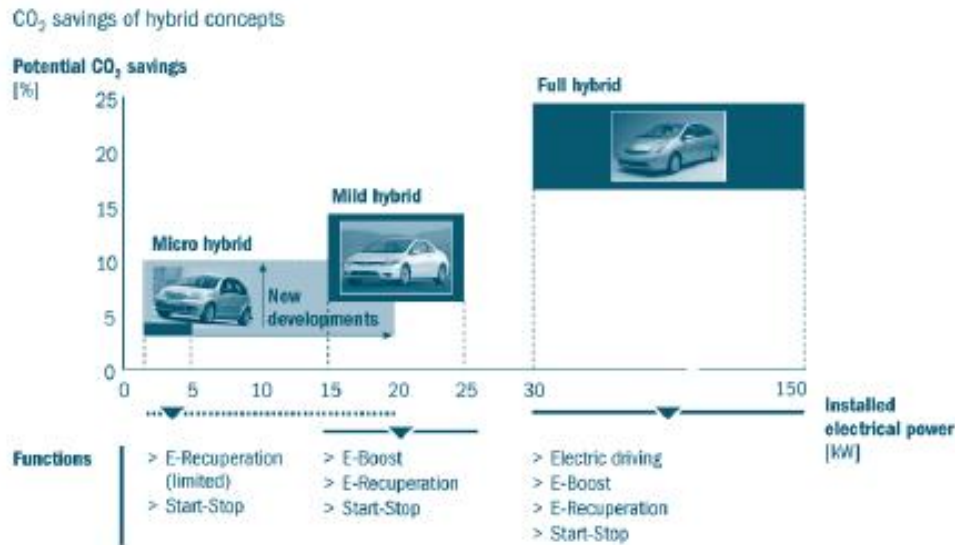 CO₂ savings of hybrid concepts
Potential CO₂ savings
[%]
25
20
15
10
5
0
Full hybrid
Mild hybrid
Micro hybrid
New
developments
0 5 10 15 20 25 30 150
Installed
electrical power
[kW]
Functions
> E-Recuperation
(limited)
> Start-Stop
> E-Boost
> E-Recuperation
> Start-Stop
> Electric driving
> E-Boost
> E-Recuperation
> Start-Stop